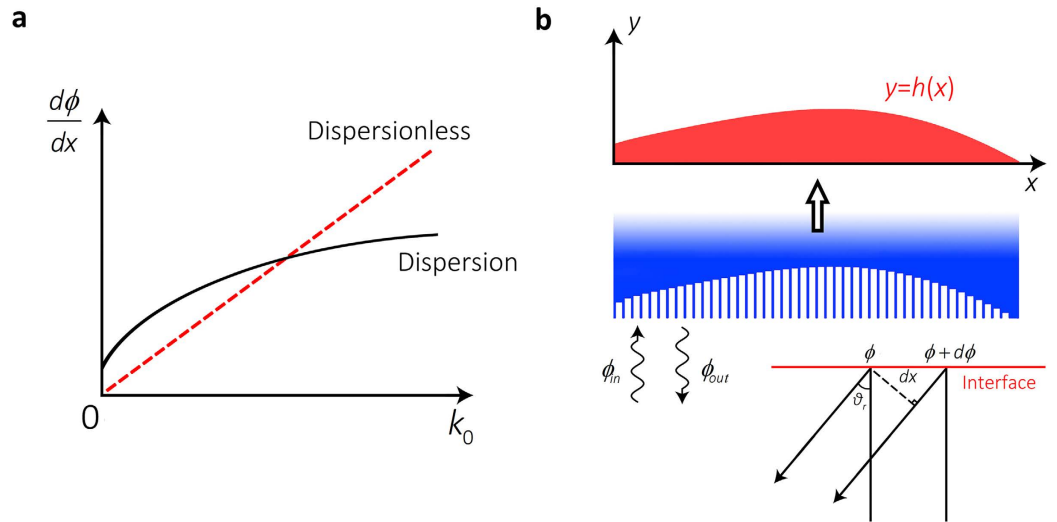 a
dϕ
dx
Dispersionless
Dispersion
0
k₀
b
y
y=h(x)
x
ϕin
ϕout
ϕ
ϕ+dϕ
dx
Interface
ϑr